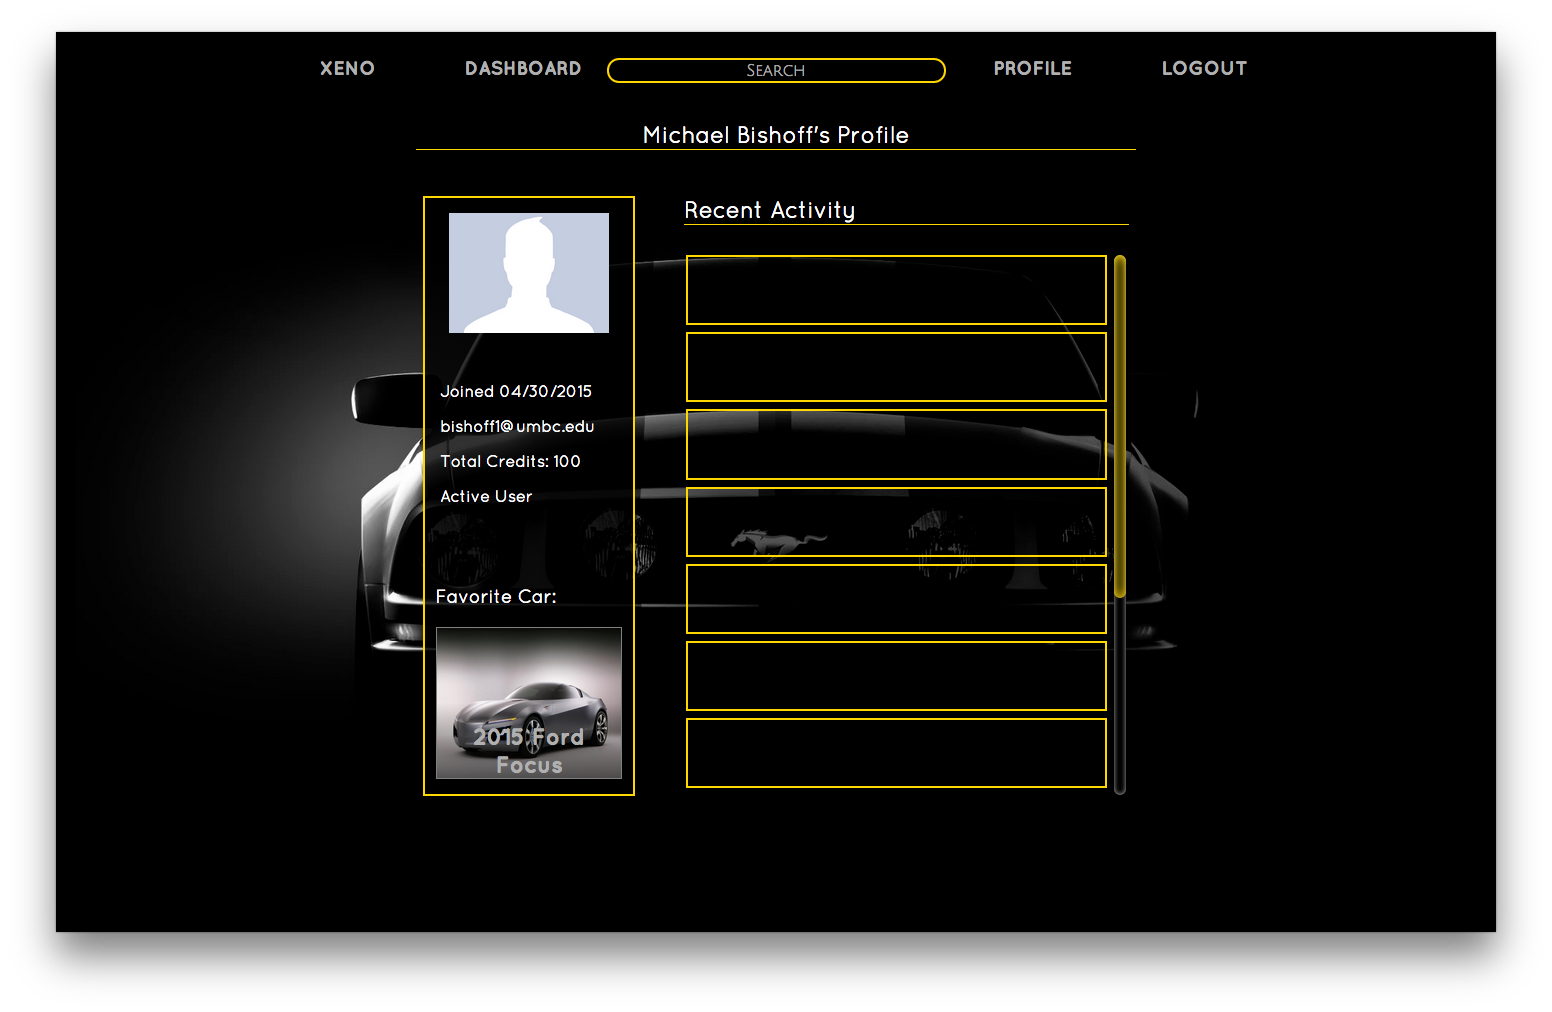 XENO
DASHBOARD
SEARCH
PROFILE
LOGOUT
Michael Bishoff's Profile
Recent Activity
Joined 04/30/2015
bishoff1@umbc.edu
Total Credits: 100
Active User
Favorite Car:
2015 Ford
Focus